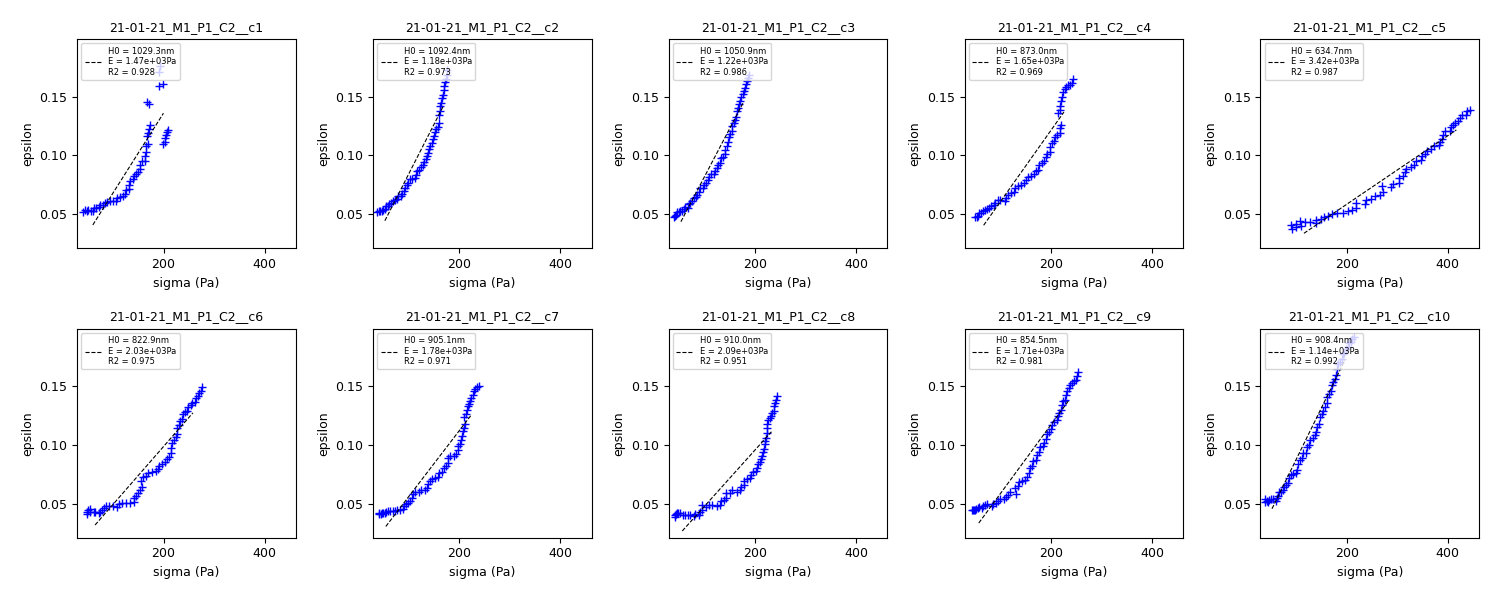 21-01-21_M1_P1_C2__c1
H0 = 1029.3nm
E = 1.47e+03Pa
R2 = 0.928
0.15
0.10
0.05
epsilon
200
400
sigma (Pa)
21-01-21_M1_P1_C2__c2
H0 = 1092.4nm
E = 1.18e+03Pa
R2 = 0.973
0.15
0.10
0.05
epsilon
200
400
sigma (Pa)
21-01-21_M1_P1_C2__c3
H0 = 1050.9nm
E = 1.22e+03Pa
R2 = 0.986
0.15
0.10
0.05
epsilon
200
400
sigma (Pa)
21-01-21_M1_P1_C2__c4
H0 = 873.0nm
E = 1.65e+03Pa
R2 = 0.969
0.15
0.10
0.05
epsilon
200
400
sigma (Pa)
21-01-21_M1_P1_C2__c5
H0 = 634.7nm
E = 3.42e+03Pa
R2 = 0.987
0.15
0.10
0.05
epsilon
200
400
sigma (Pa)
21-01-21_M1_P1_C2__c6
H0 = 822.9nm
E = 2.03e+03Pa
R2 = 0.975
0.15
0.10
0.05
epsilon
200
400
sigma (Pa)
21-01-21_M1_P1_C2__c7
H0 = 905.1nm
E = 1.78e+03Pa
R2 = 0.971
0.15
0.10
0.05
epsilon
200
400
sigma (Pa)
21-01-21_M1_P1_C2__c8
H0 = 910.0nm
E = 2.09e+03Pa
R2 = 0.951
0.15
0.10
0.05
epsilon
200
400
sigma (Pa)
21-01-21_M1_P1_C2__c9
H0 = 854.5nm
E = 1.71e+03Pa
R2 = 0.981
0.15
0.10
0.05
epsilon
200
400
sigma (Pa)
21-01-21_M1_P1_C2__c10
H0 = 908.4nm
E = 1.14e+03Pa
R2 = 0.992
0.15
0.10
0.05
epsilon
200
400
sigma (Pa)